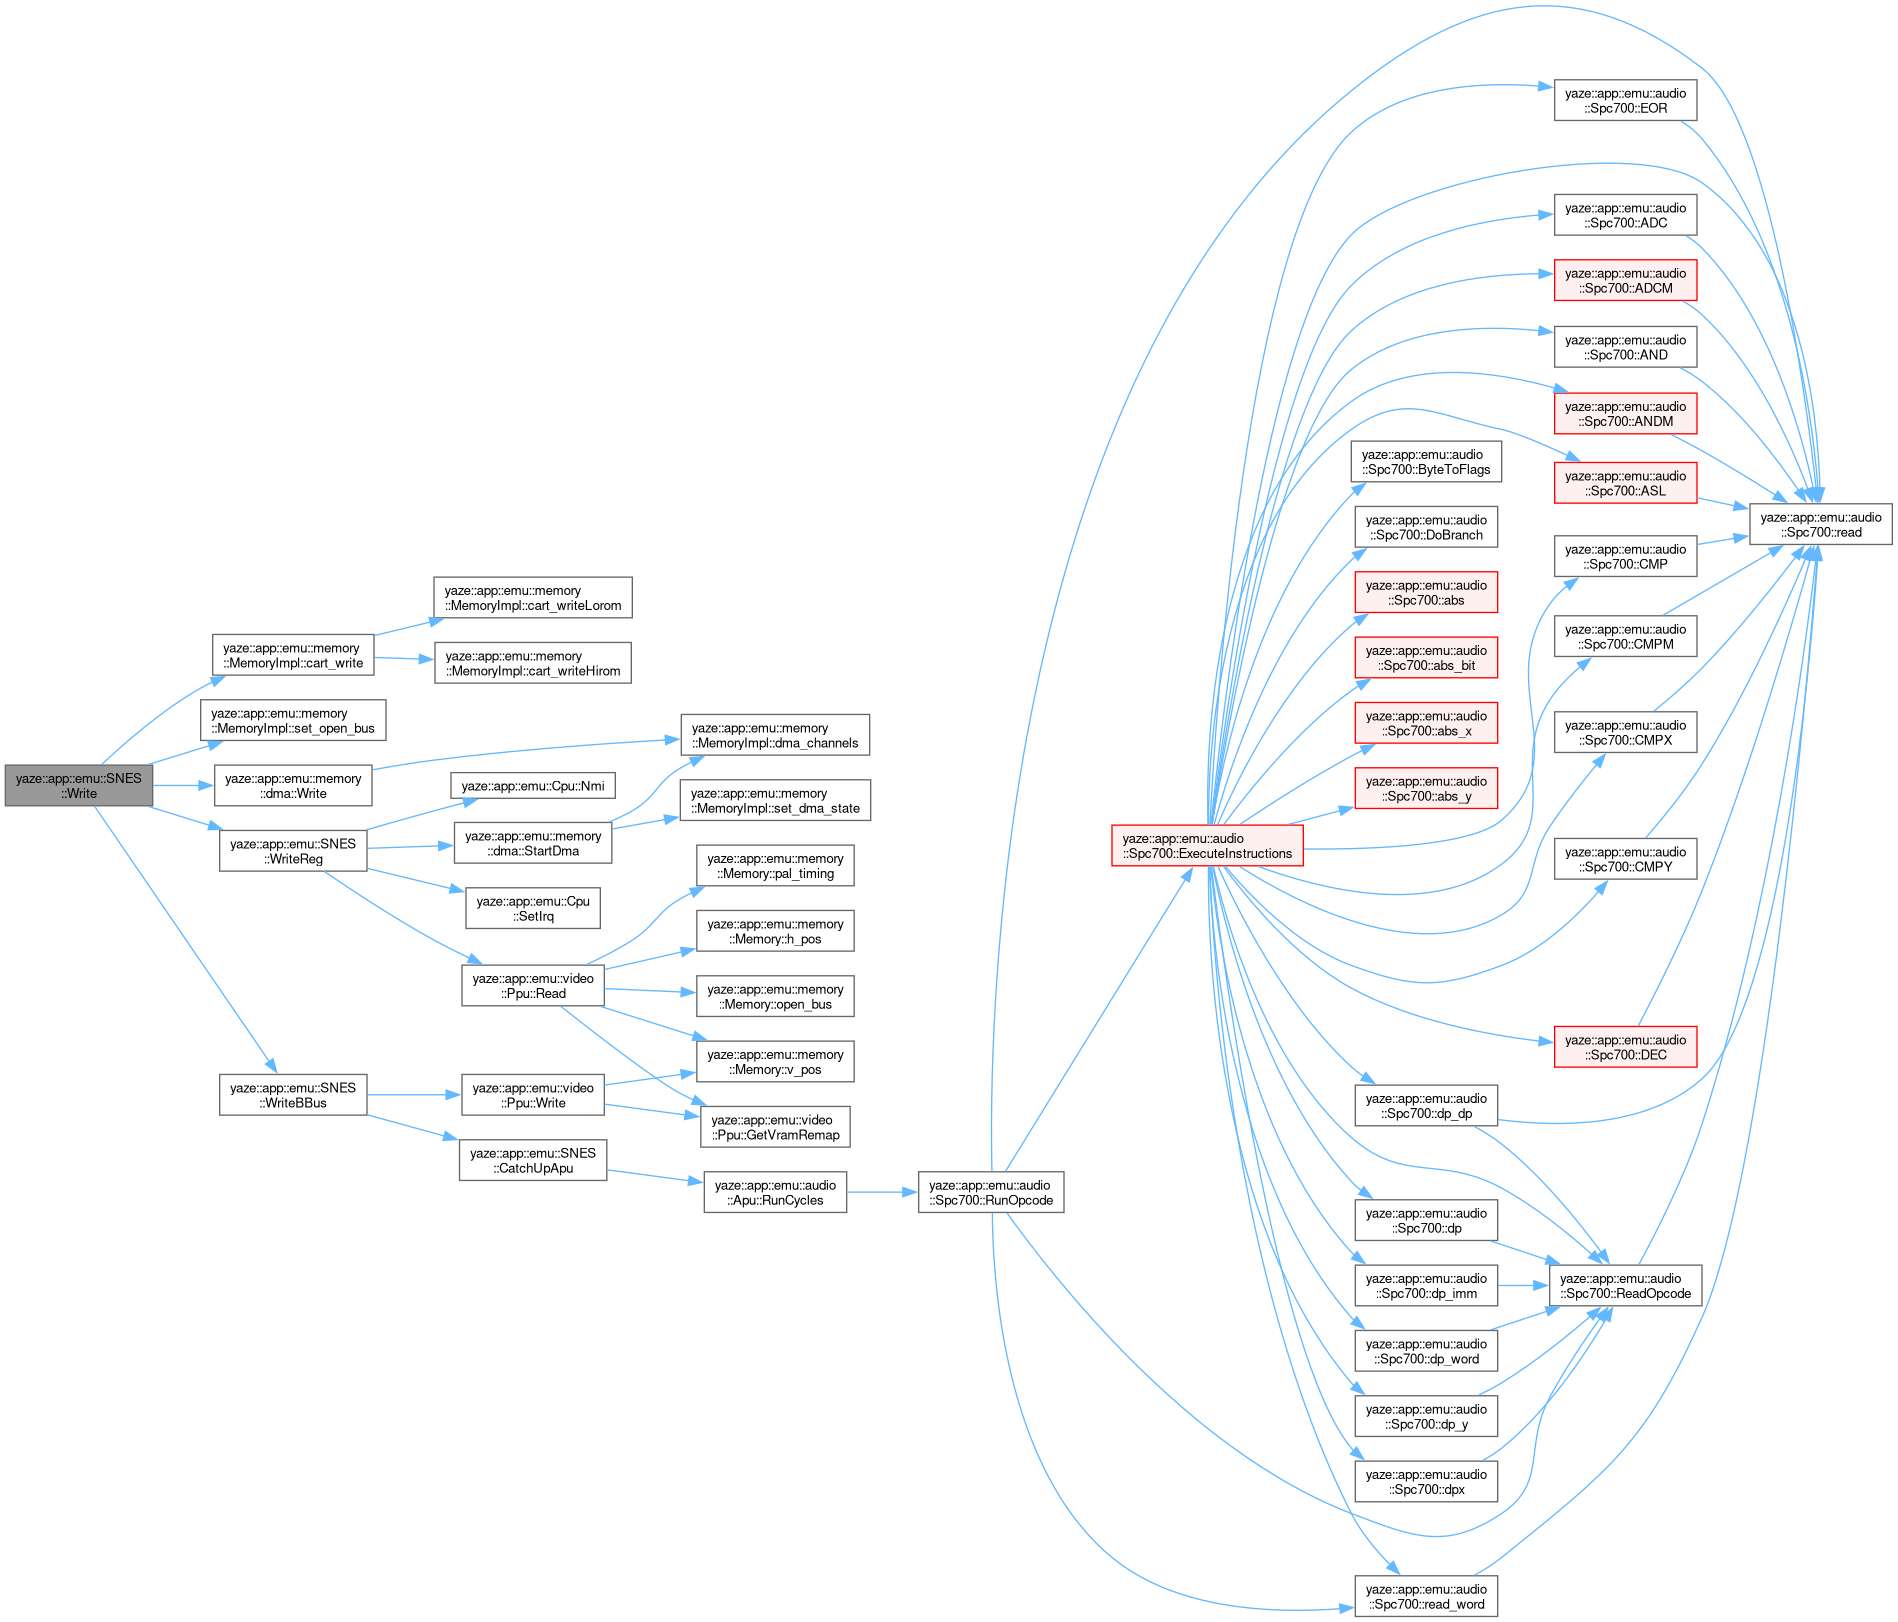 yaze::app::emu::SNES
::Write
yaze::app::emu::memory
::MemoryImpl::cart_write
yaze::app::emu::memory
::MemoryImpl::cart_writeLorom
yaze::app::emu::memory
::MemoryImpl::cart_writeHirom
yaze::app::emu::memory
::MemoryImpl::set_open_bus
yaze::app::emu::memory
::dma::Write
yaze::app::emu::memory
::MemoryImpl::dma_channels
yaze::app::emu::SNES
::WriteReg
yaze::app::emu::Cpu::Nmi
yaze::app::emu::memory
::dma::StartDma
yaze::app::emu::memory
::MemoryImpl::set_dma_state
yaze::app::emu::Cpu
::SetIrq
yaze::app::emu::video
::Ppu::Read
yaze::app::emu::memory
::Memory::pal_timing
yaze::app::emu::memory
::Memory::h_pos
yaze::app::emu::memory
::Memory::open_bus
yaze::app::emu::memory
::Memory::v_pos
yaze::app::emu::video
::Ppu::GetVramRemap
yaze::app::emu::SNES
::WriteBBus
yaze::app::emu::video
::Ppu::Write
yaze::app::emu::SNES
::CatchUpApu
yaze::app::emu::audio
::Apu::RunCycles
yaze::app::emu::audio
::Spc700::RunOpcode
yaze::app::emu::audio
::Spc700::ExecuteInstructions
yaze::app::emu::audio
::Spc700::ByteToFlags
yaze::app::emu::audio
::Spc700::DoBranch
yaze::app::emu::audio
::Spc700::abs
yaze::app::emu::audio
::Spc700::abs_bit
yaze::app::emu::audio
::Spc700::abs_x
yaze::app::emu::audio
::Spc700::abs_y
yaze::app::emu::audio
::Spc700::dp_dp
yaze::app::emu::audio
::Spc700::dp
yaze::app::emu::audio
::Spc700::dp_imm
yaze::app::emu::audio
::Spc700::dp_word
yaze::app::emu::audio
::Spc700::dp_y
yaze::app::emu::audio
::Spc700::dpx
yaze::app::emu::audio
::Spc700::read_word
yaze::app::emu::audio
::Spc700::EOR
yaze::app::emu::audio
::Spc700::ADC
yaze::app::emu::audio
::Spc700::ADCM
yaze::app::emu::audio
::Spc700::AND
yaze::app::emu::audio
::Spc700::ANDM
yaze::app::emu::audio
::Spc700::ASL
yaze::app::emu::audio
::Spc700::CMP
yaze::app::emu::audio
::Spc700::CMPM
yaze::app::emu::audio
::Spc700::CMPX
yaze::app::emu::audio
::Spc700::CMPY
yaze::app::emu::audio
::Spc700::DEC
yaze::app::emu::audio
::Spc700::ReadOpcode
yaze::app::emu::audio
::Spc700::read